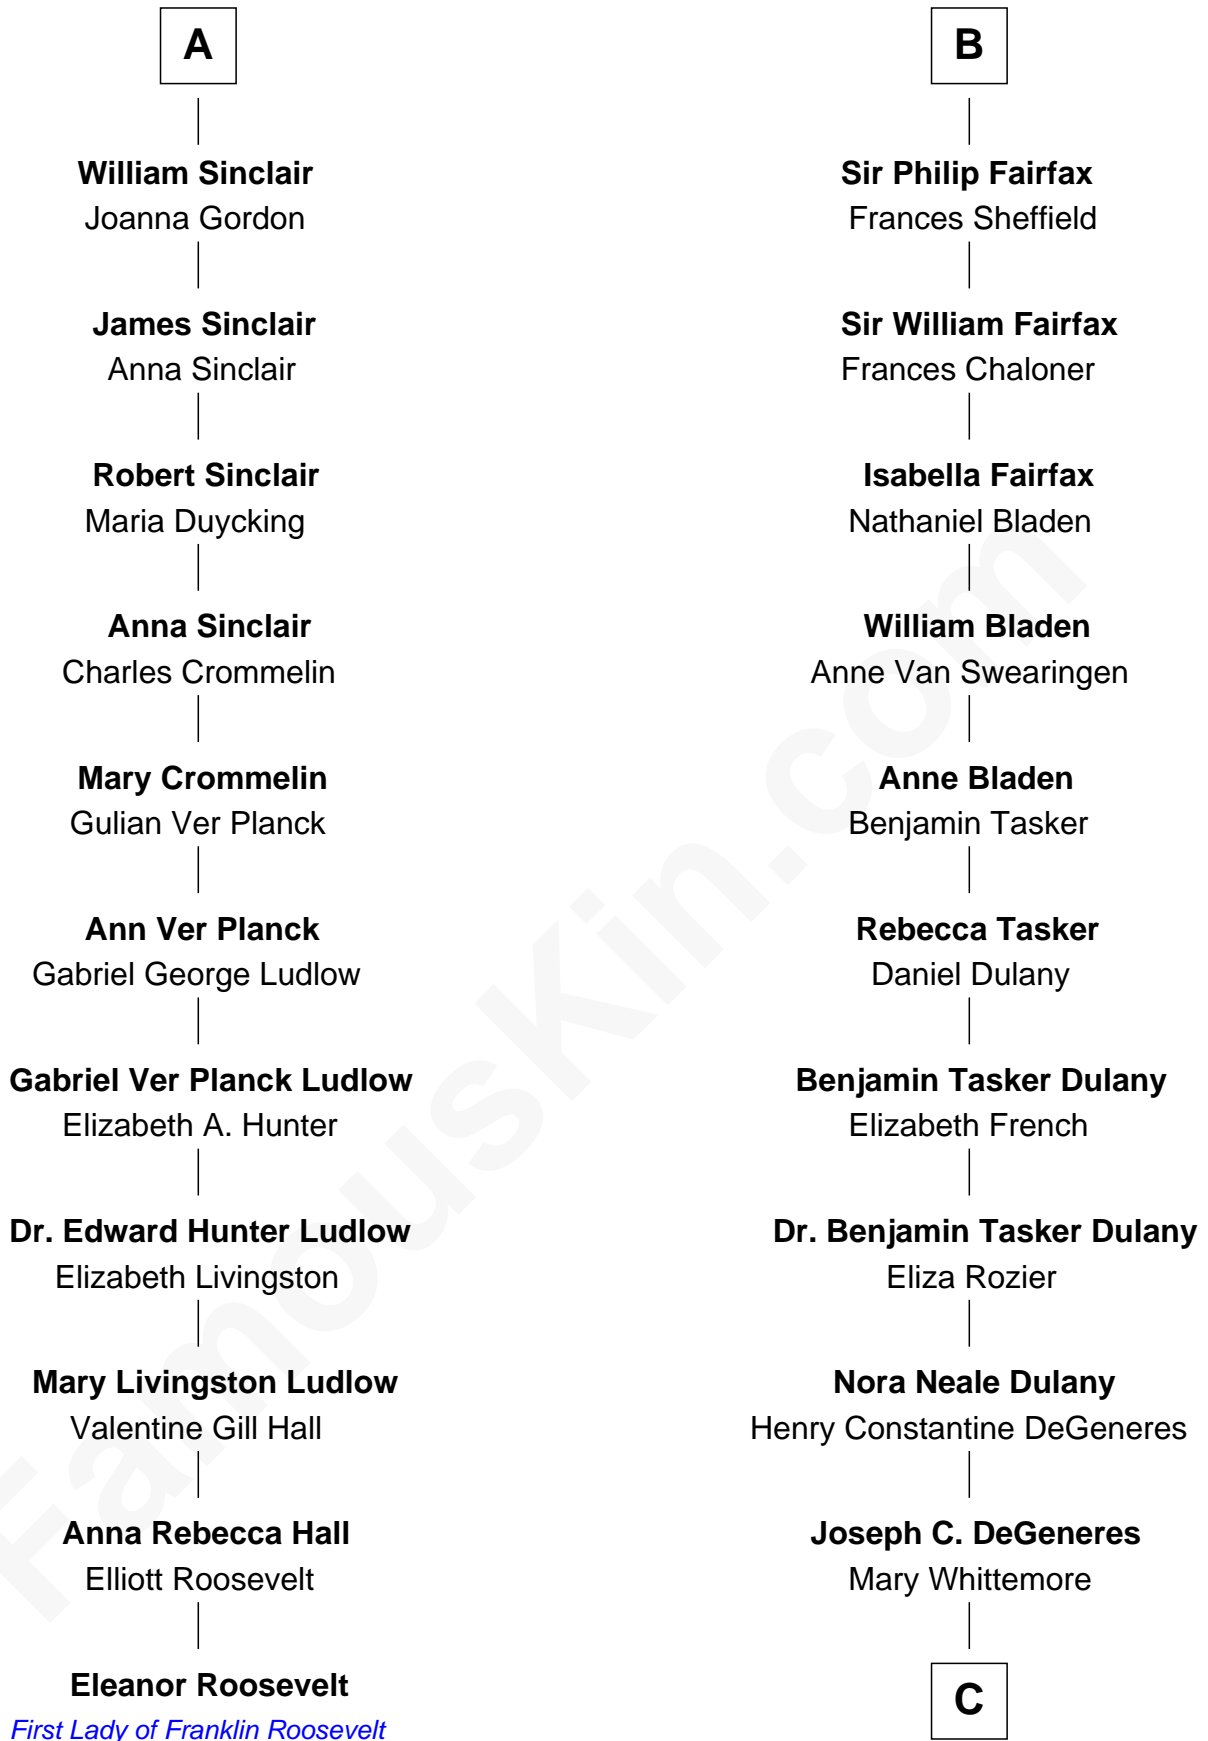 A
William Sinclair
Joanna Gordon
James Sinclair
Anna Sinclair
Robert Sinclair
Maria Duycking
Anna Sinclair
Charles Crommelin
Mary Crommelin
Gulian Ver Planck
Ann Ver Planck
Gabriel George Ludlow
Gabriel Ver Planck Ludlow
Elizabeth A. Hunter
Dr. Edward Hunter Ludlow
Elizabeth Livingston
Mary Livingston Ludlow
Valentine Gill Hall
Anna Rebecca Hall
Elliott Roosevelt
Eleanor Roosevelt
First Lady of Franklin Roosevelt
B
Sir Philip Fairfax
Frances Sheffield
Sir William Fairfax
Frances Chaloner
Isabella Fairfax
Nathaniel Bladen
William Bladen
Anne Van Swearingen
Anne Bladen
Benjamin Tasker
Rebecca Tasker
Daniel Dulany
Benjamin Tasker Dulany
Elizabeth French
Dr. Benjamin Tasker Dulany
Eliza Rozier
Nora Neale Dulany
Henry Constantine DeGeneres
Joseph C. DeGeneres
Mary Whittemore
C
FamousKin.com